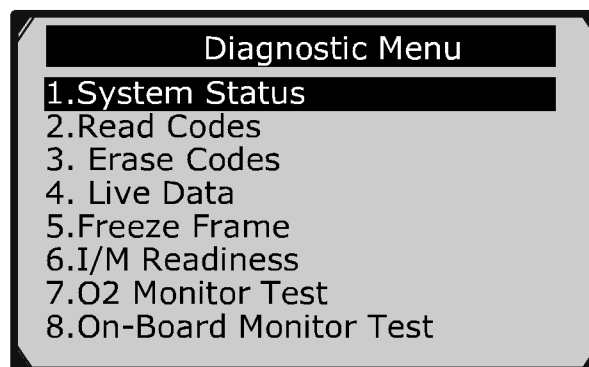 Diagnostic Menu
1.System Status
2.Read Codes
3. Erase Codes
4. Live Data
5.Freeze Frame
6.I/M Readiness
7.O2 Monitor Test
8.On-Board Monitor Test